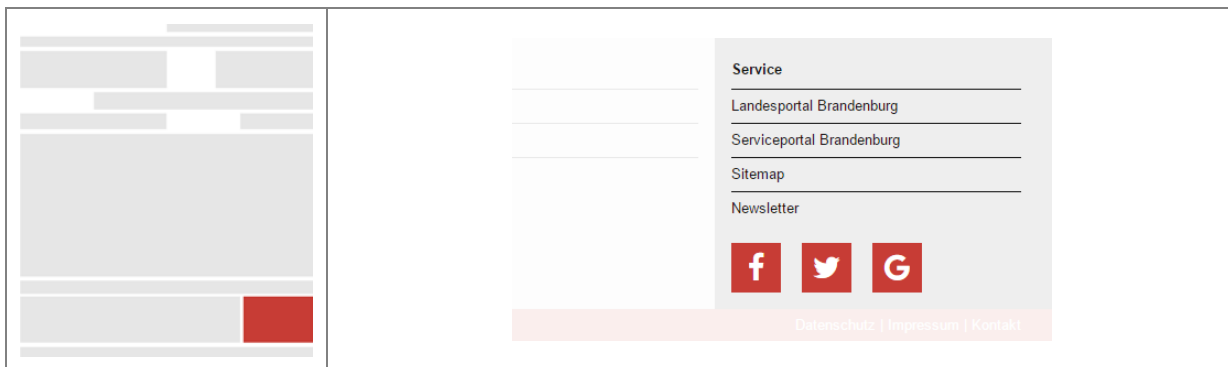 Service
Landesportal Brandenburg
Serviceportal Brandenburg
Sitemap
Newsletter
f G
Datenschutz | Impressum | Kontakt